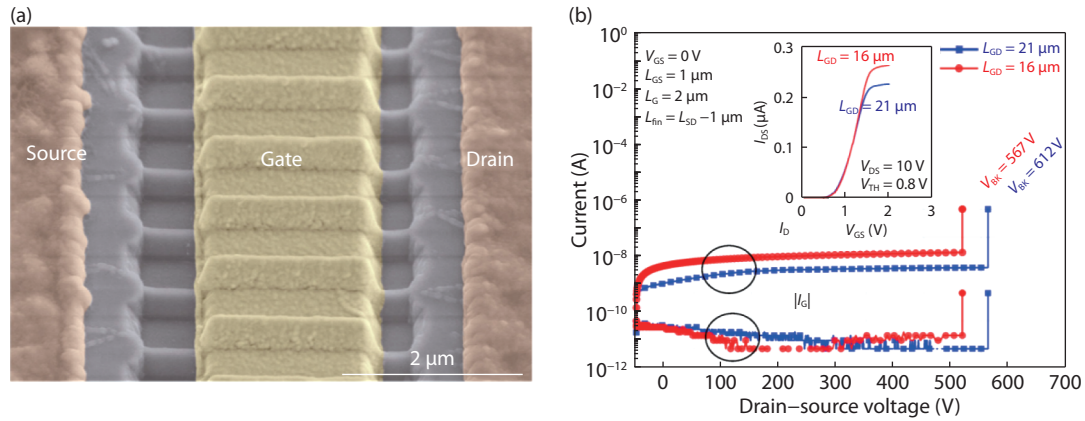 (a)
Source
Gate
Drain
2 μm
(b)
Current (A)
10⁰
10⁻²
10⁻⁴
10⁻⁶
10⁻⁸
10⁻¹⁰
10⁻¹²
V_GS = 0 V
L_GS = 1 μm
L_G = 2 μm
L_fin = L_SD −1 μm
I_DS (μA)
0.3
0.2
0.1
0
L_GD = 16 μm
L_GD = 21 μm
V_DS = 10 V
V_TH = 0.8 V
0 1 2 3
V_GS (V)
L_GD = 21 μm
L_GD = 16 μm
V_BK = 567 V
V_BK = 612 V
I_D
|I_G|
0 100 200 300 400 500 600 700
Drain−source voltage (V)